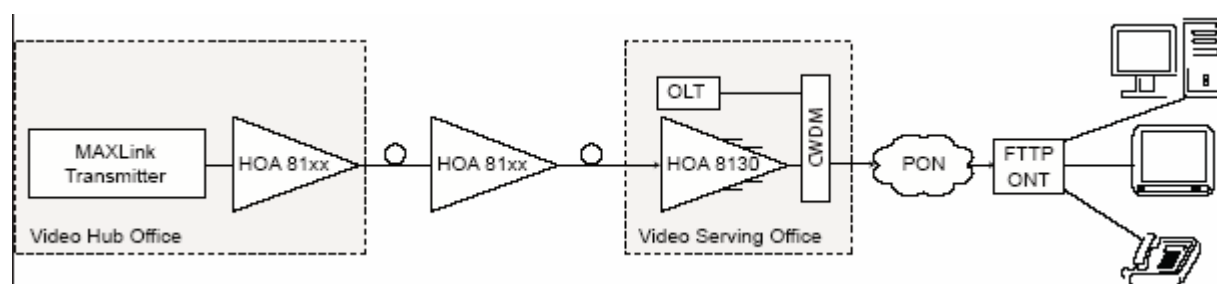 MAXLink
Transmitter
HOA 81xx
Video Hub Office
HOA 81xx
OLT
HOA 8130
CWDM
Video Serving Office
PON
FTTP
ONT